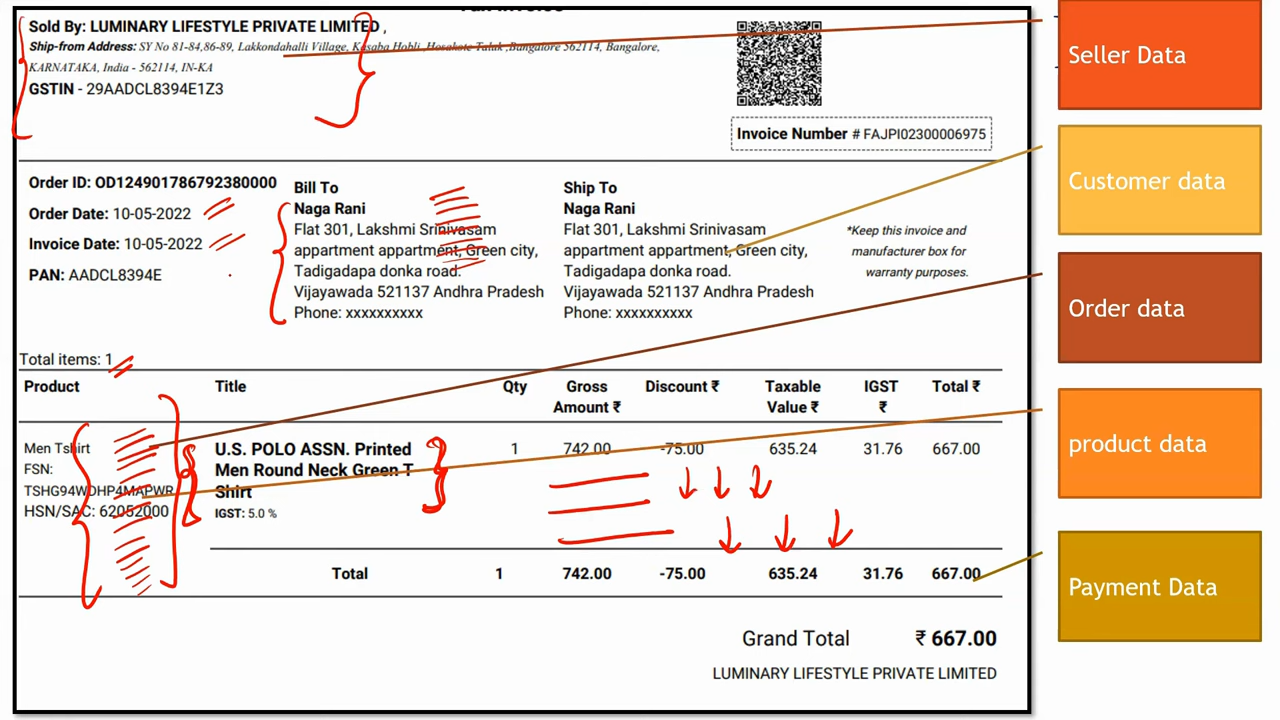 Sold By: LUMINARY LIFESTYLE PRIVATE LIMITED ,
Ship-from Address: SY No 81-84,86-89, Lakkondahalli Village, Kasaba Hobli, Hosakote Taluk ,Bangalore 562114, Bangalore,
KARNATAKA, India - 562114, IN-KA
GSTIN - 29AADCL8394E1Z3
Invoice Number # FAJPI02300006975
Order ID: OD124901786792380000
Order Date: 10-05-2022
Invoice Date: 10-05-2022
PAN: AADCL8394E
Bill To
Naga Rani
Flat 301, Lakshmi Srinivasam
appartment appartment, Green city,
Tadigadapa donka road.
Vijayawada 521137 Andhra Pradesh
Phone: xxxxxxxxxx
Ship To
Naga Rani
Flat 301, Lakshmi Srinivasam
appartment appartment, Green city,
Tadigadapa donka road.
Vijayawada 521137 Andhra Pradesh
Phone: xxxxxxxxxx
*Keep this invoice and
manufacturer box for
warranty purposes.
Total items: 1
Product Title Qty Gross Amount ₹ Discount ₹ Taxable Value ₹ IGST ₹ Total ₹
Men Tshirt
FSN:
TSHG94WDHP4MAPWR
HSN/SAC: 62052000
U.S. POLO ASSN. Printed
Men Round Neck Green T
Shirt
IGST: 5.0 %
1 742.00 -75.00 635.24 31.76 667.00
Total 1 742.00 -75.00 635.24 31.76 667.00
Grand Total ₹ 667.00
LUMINARY LIFESTYLE PRIVATE LIMITED
Seller Data
Customer data
Order data
product data
Payment Data